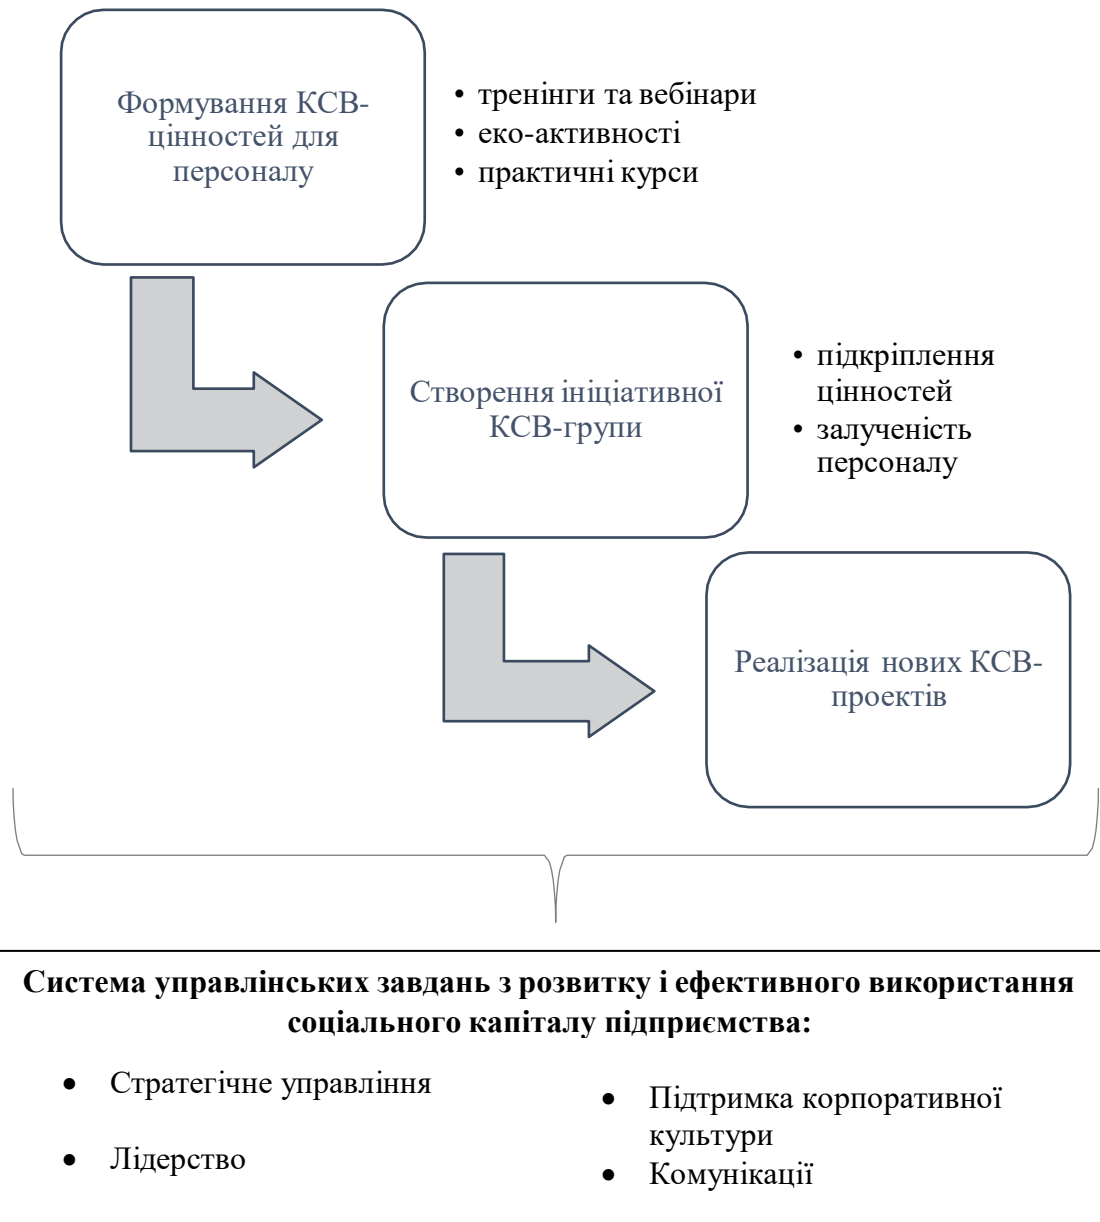 Формування КСВ-
цінностей для
персоналу
• тренінги та вебінари
• еко-активності
• практичні курси
Створення ініціативної
КСВ-групи
• підкріплення
цінностей
• залученість
персоналу
Реалізація нових КСВ-
проектів
Система управлінських завдань з розвитку і ефективного використання
соціального капіталу підприємства:
• Стратегічне управління
• Лідерство
• Підтримка корпоративної
культури
• Комунікації